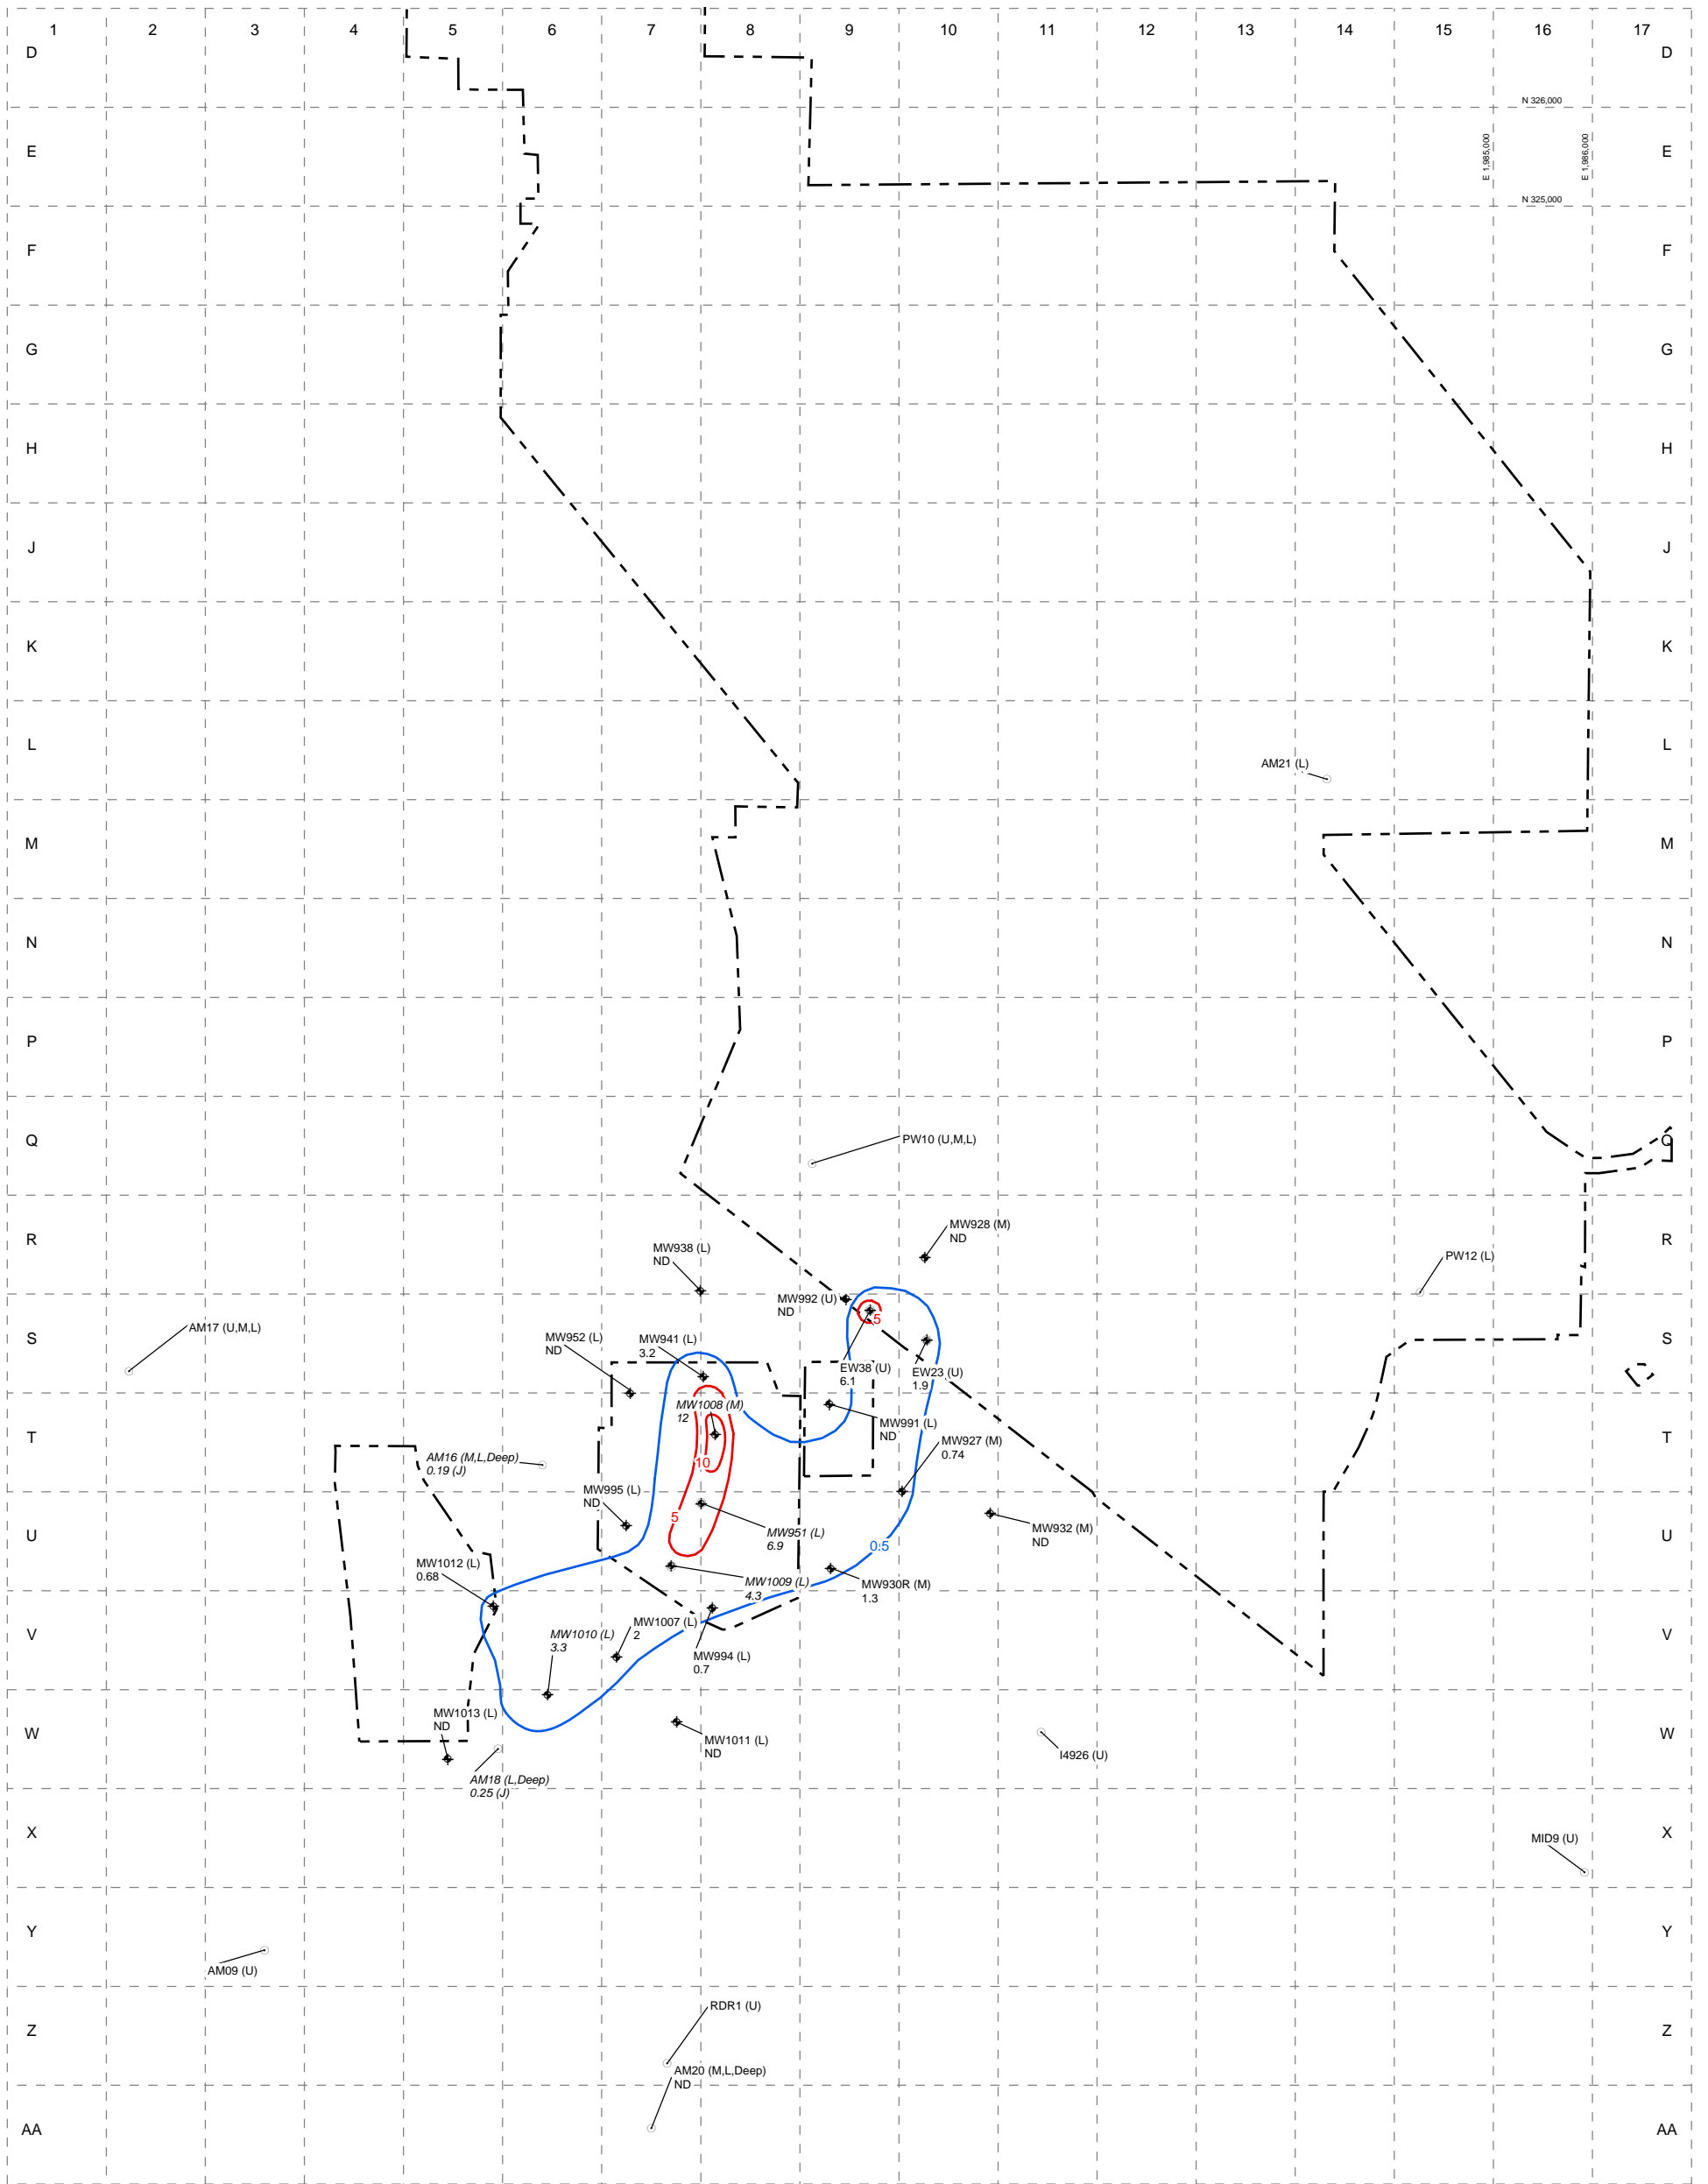 1 2 3 4 5 6 7 8 9 10 11 12 13 14 15 16 17
D D
N 326,000
E E
E 1,985,000
E 1,986,000
N 325,000
F F
G G
H H
J J
K K
L L
AM21 (L)
M M
N N
P P
Q Q
PW10 (U,M,L)
R R
MW928 (M)
ND
MW938 (L)
ND
PW12 (L)
MW992 (U)
ND
S S
5
AM17 (U,M,L)
MW952 (L)
ND
MW941 (L)
3.2
EW38 (U)
6.1
EW23 (U)
1.9
MW1008 (M)
12
MW991 (L)
ND
T T
MW927 (M)
0.74
AM16 (M,L,Deep)
0.19 (J)
10
MW995 (L)
ND
5
U U
MW951 (L)
6.9
MW932 (M)
ND
0.5
MW1012 (L)
0.68
MW1009 (L)
4.3
MW930R (M)
1.3
V V
MW1010 (L)
3.3
MW1007 (L)
2
MW994 (L)
0.7
MW1013 (L)
ND
W W
MW1011 (L)
ND
I4926 (U)
AM18 (L,Deep)
0.25 (J)
X X
MID9 (U)
Y Y
AM09 (U)
RDR1 (U)
Z Z
AM20 (M,L,Deep)
ND
AA AA